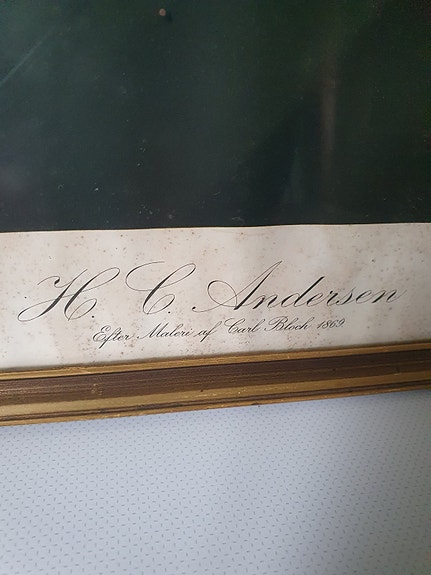 H. C. Andersen
Efter Maleri af Carl Bloch 1869.